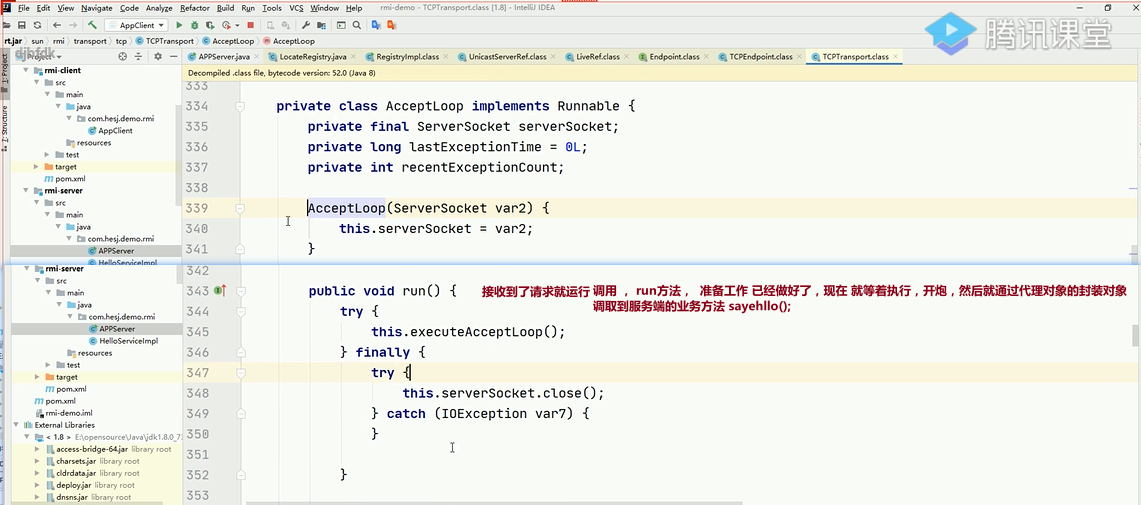 File Edit View Navigate Code Analyze Refactor Build Run Tools VCS Window Help rmi-demo - TCPTransport.class [1.8] - IntelliJ IDEA
AppClient
腾讯课堂
rt.jar sun rmi transport tcp TCPTransport AcceptLoop AcceptLoop
djbfdk
Project
APPServer.java LocateRegistry.java RegistryImpl.class UnicastServerRef.class LiveRef.class Endpoint.class TCPEndpoint.class TCPTransport.class
Decompiled .class file, bytecode version: 52.0 (Java 8)
1: Project
7: Structure
rmi-client
src
main
java
com.hesj.demo.rmi
AppClient
resources
test
target
pom.xml
rmi-server
src
main
java
com.hesj.demo.rmi
APPServer
HelloServiceImpl
rmi-server
src
main
java
com.hesj.demo.rmi
APPServer
HelloServiceImpl
resources
test
target
pom.xml
pom.xml
rmi-demo.iml
External Libraries
< 1.8 > E:\opensource\Java\jdk1.8.0_7
access-bridge-64.jar library root
charsets.jar library root
cldrdata.jar library root
deploy.jar library root
dnsns.jar library root
333
334 private class AcceptLoop implements Runnable {
335 private final ServerSocket serverSocket;
336 private long lastExceptionTime = 0L;
337 private int recentExceptionCount;
338
339 AcceptLoop(ServerSocket var2) {
340 this.serverSocket = var2;
341 }
342
343 public void run() { 接收到了请求就运行 调用 ， run方法 ， 准备工作 已经做好了，现在 就等着执行，开炮，然后就通过代理对象的封装对象
调取到服务端的业务方法 sayehllo();
344 try {
345 this.executeAcceptLoop();
346 } finally {
347 try {
348 this.serverSocket.close();
349 } catch (IOException var7) {
350 }
351
352 }
353